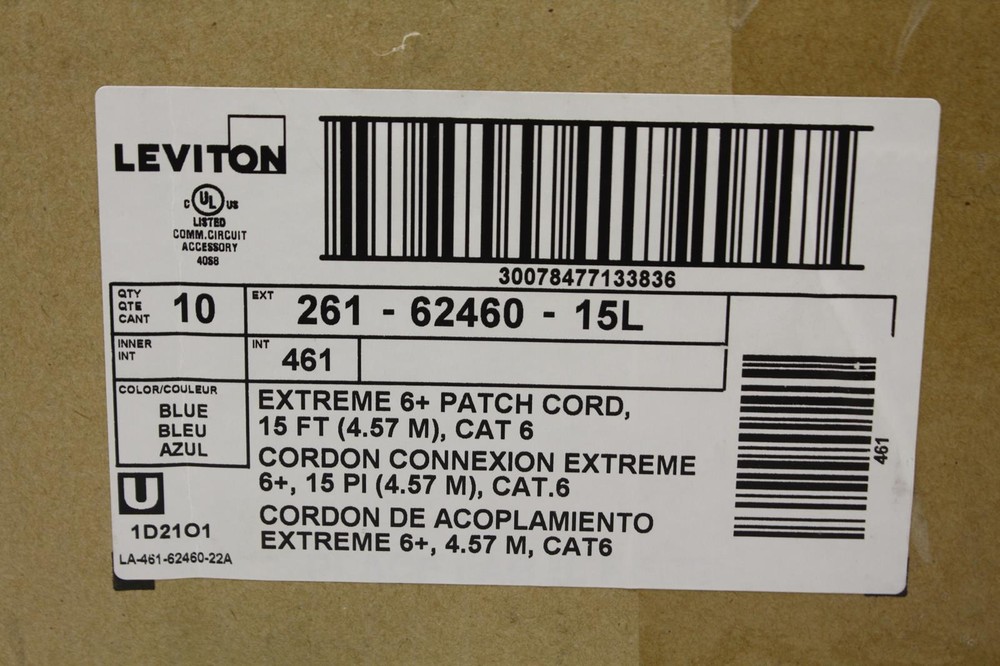 LEVITON
C UL US
LISTED
COMM.CIRCUIT
ACCESSORY
40S8
30078477133836
QTY
QTE
CANT
10
EXT
261 - 62460 - 15L
INNER
INT
INT
461
COLOR/COULEUR
BLUE
BLEU
AZUL
EXTREME 6+ PATCH CORD,
15 FT (4.57 M), CAT 6
CORDON CONNEXION EXTREME
6+, 15 PI (4.57 M), CAT.6
CORDON DE ACOPLAMIENTO
EXTREME 6+, 4.57 M, CAT6
461
U
1D21O1
LA-461-62460-22A